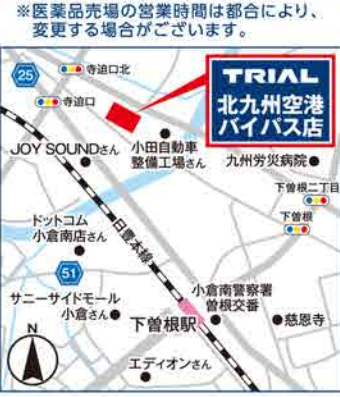 ※医薬品売場の営業時間は都合により、
変更する場合がございます。
25
寺迫口北
寺迫口
TRIAL
北九州空港
バイパス店
JOY SOUNDさん
小田自動車
整備工場さん
九州労災病院
下曽根二丁目
下曽根
ドットコム
小倉南店さん
日豊本線
51
サニーサイドモール
小倉さん
小倉南警察署
曽根交番
下曽根駅
慈恩寺
N
エディオンさん